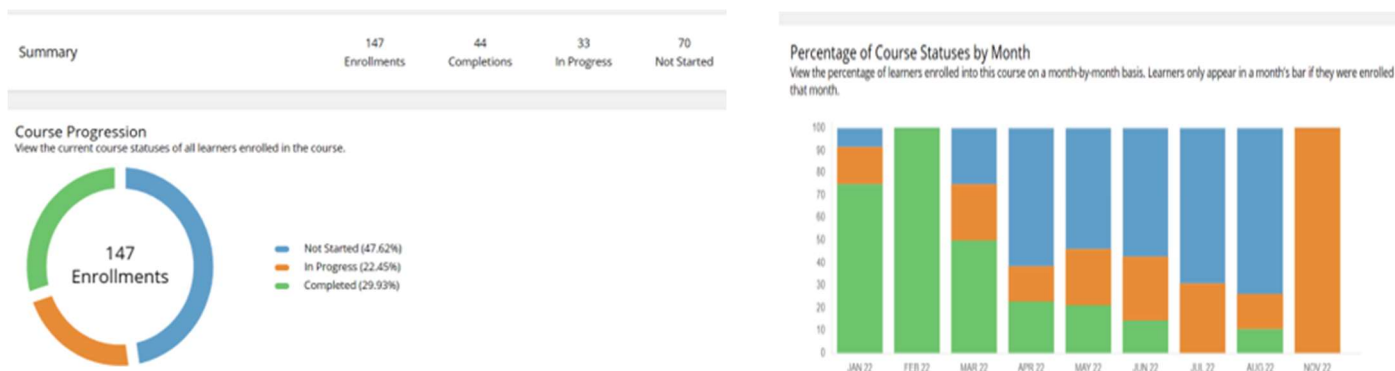 Summary
147
Enrollments
44
Completions
33
In Progress
70
Not Started
Course Progression
View the current course statuses of all learners enrolled in the course.
147
Enrollments
Not Started (47.62%)
In Progress (22.45%)
Completed (29.93%)
Percentage of Course Statuses by Month
View the percentage of learners enrolled into this course on a month-by-month basis. Learners only appear in a month's bar if they were enrolled
that month.
100
90
80
70
60
50
40
30
20
10
0
JAN 22 FEB 22 MAR 22 APR 22 MAY 22 JUN 22 JUL 22 AUG 22 NOV 22